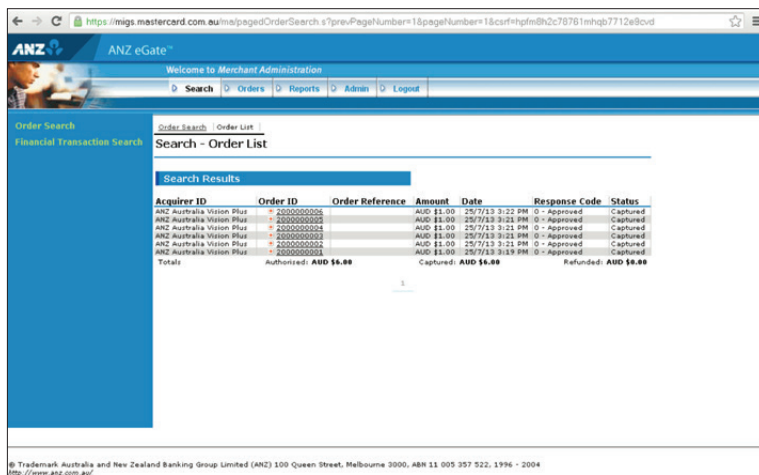 https://migs.mastercard.com.au/ma/pagedOrderSearch.s?prevPageNumber=1&pageNumber=1&csrf=hpfm8h2c78761mhqb7712e9cvd
ANZ ANZ eGate™
Welcome to Merchant Administration
Search Orders Reports Admin Logout
Order Search
Financial Transaction Search
Order Search Order List
Search - Order List
Search Results
Acquirer ID Order ID Order Reference Amount Date Response Code Status
ANZ Australia Vision Plus 2000000006 AUD $1.00 25/7/13 3:22 PM 0 - Approved Captured
ANZ Australia Vision Plus 2000000005 AUD $1.00 25/7/13 3:21 PM 0 - Approved Captured
ANZ Australia Vision Plus 2000000004 AUD $1.00 25/7/13 3:21 PM 0 - Approved Captured
ANZ Australia Vision Plus 2000000003 AUD $1.00 25/7/13 3:21 PM 0 - Approved Captured
ANZ Australia Vision Plus 2000000002 AUD $1.00 25/7/13 3:21 PM 0 - Approved Captured
ANZ Australia Vision Plus 2000000001 AUD $1.00 25/7/13 3:19 PM 0 - Approved Captured
Totals Authorised: AUD $6.00 Captured: AUD $6.00 Refunded: AUD $0.00
1
© Trademark Australia and New Zealand Banking Group Limited (ANZ) 100 Queen Street, Melbourne 3000, ABN 11 005 357 522, 1996 - 2004
http://www.anz.com.au/